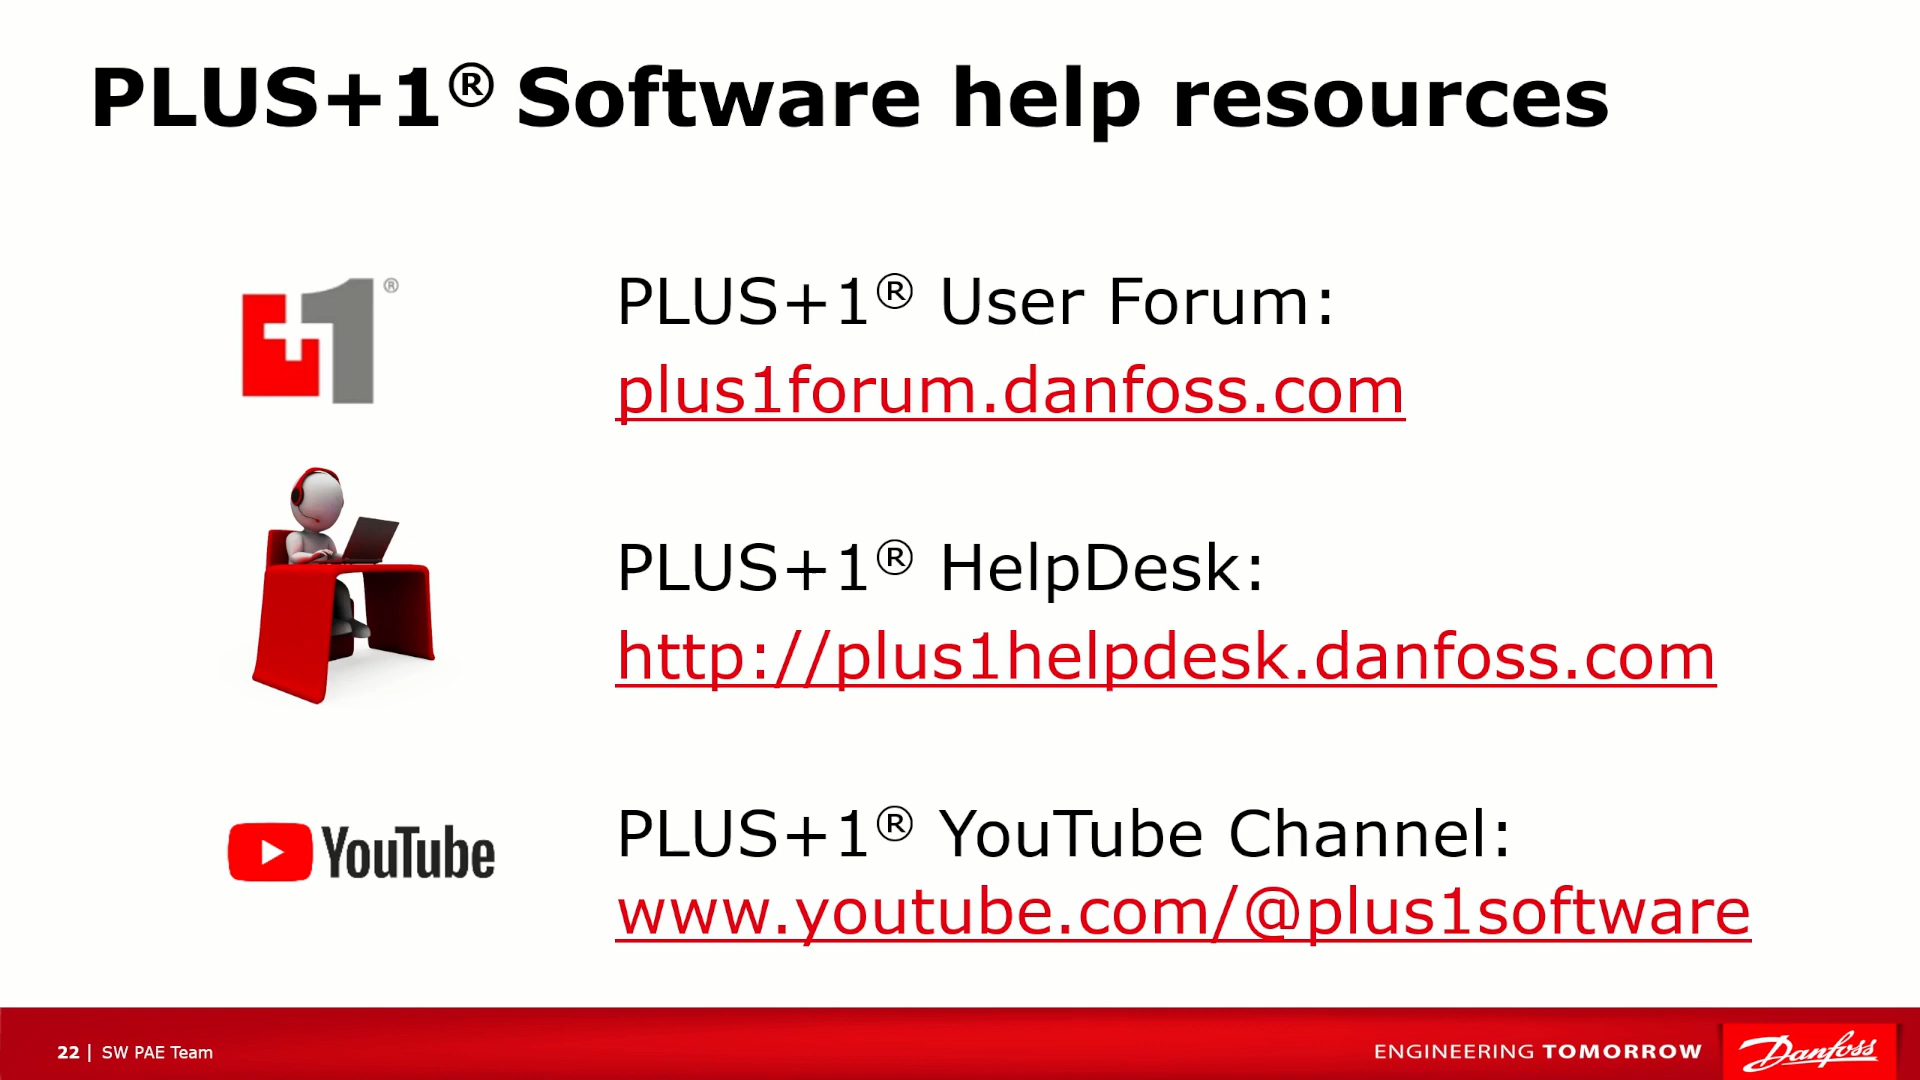 PLUS+1® Software help resources
®
PLUS+1® User Forum:
plus1forum.danfoss.com
PLUS+1® HelpDesk:
http://plus1helpdesk.danfoss.com
YouTube
PLUS+1® YouTube Channel:
www.youtube.com/@plus1software
22 | SW PAE Team
ENGINEERING TOMORROW
Danfoss